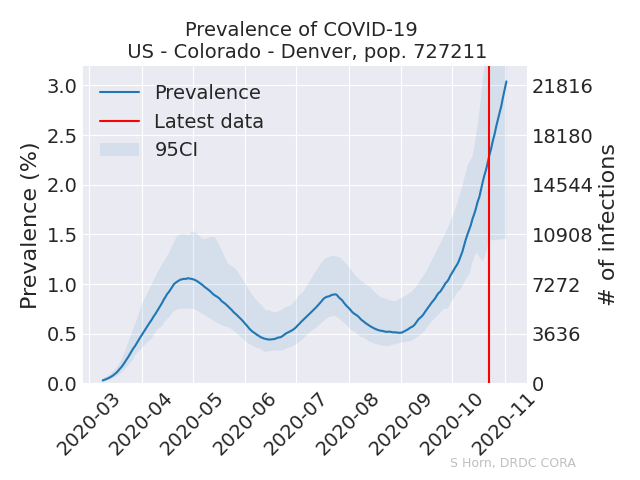 Prevalence of COVID-19
US - Colorado - Denver, pop. 727211
Prevalence
Latest data
95CI
Prevalence (%)
3.0
2.5
2.0
1.5
1.0
0.5
0.0
21816
18180
14544
10908
7272
3636
0
# of infections
2020-03
2020-04
2020-05
2020-06
2020-07
2020-08
2020-09
2020-10
2020-11
S Horn, DRDC CORA